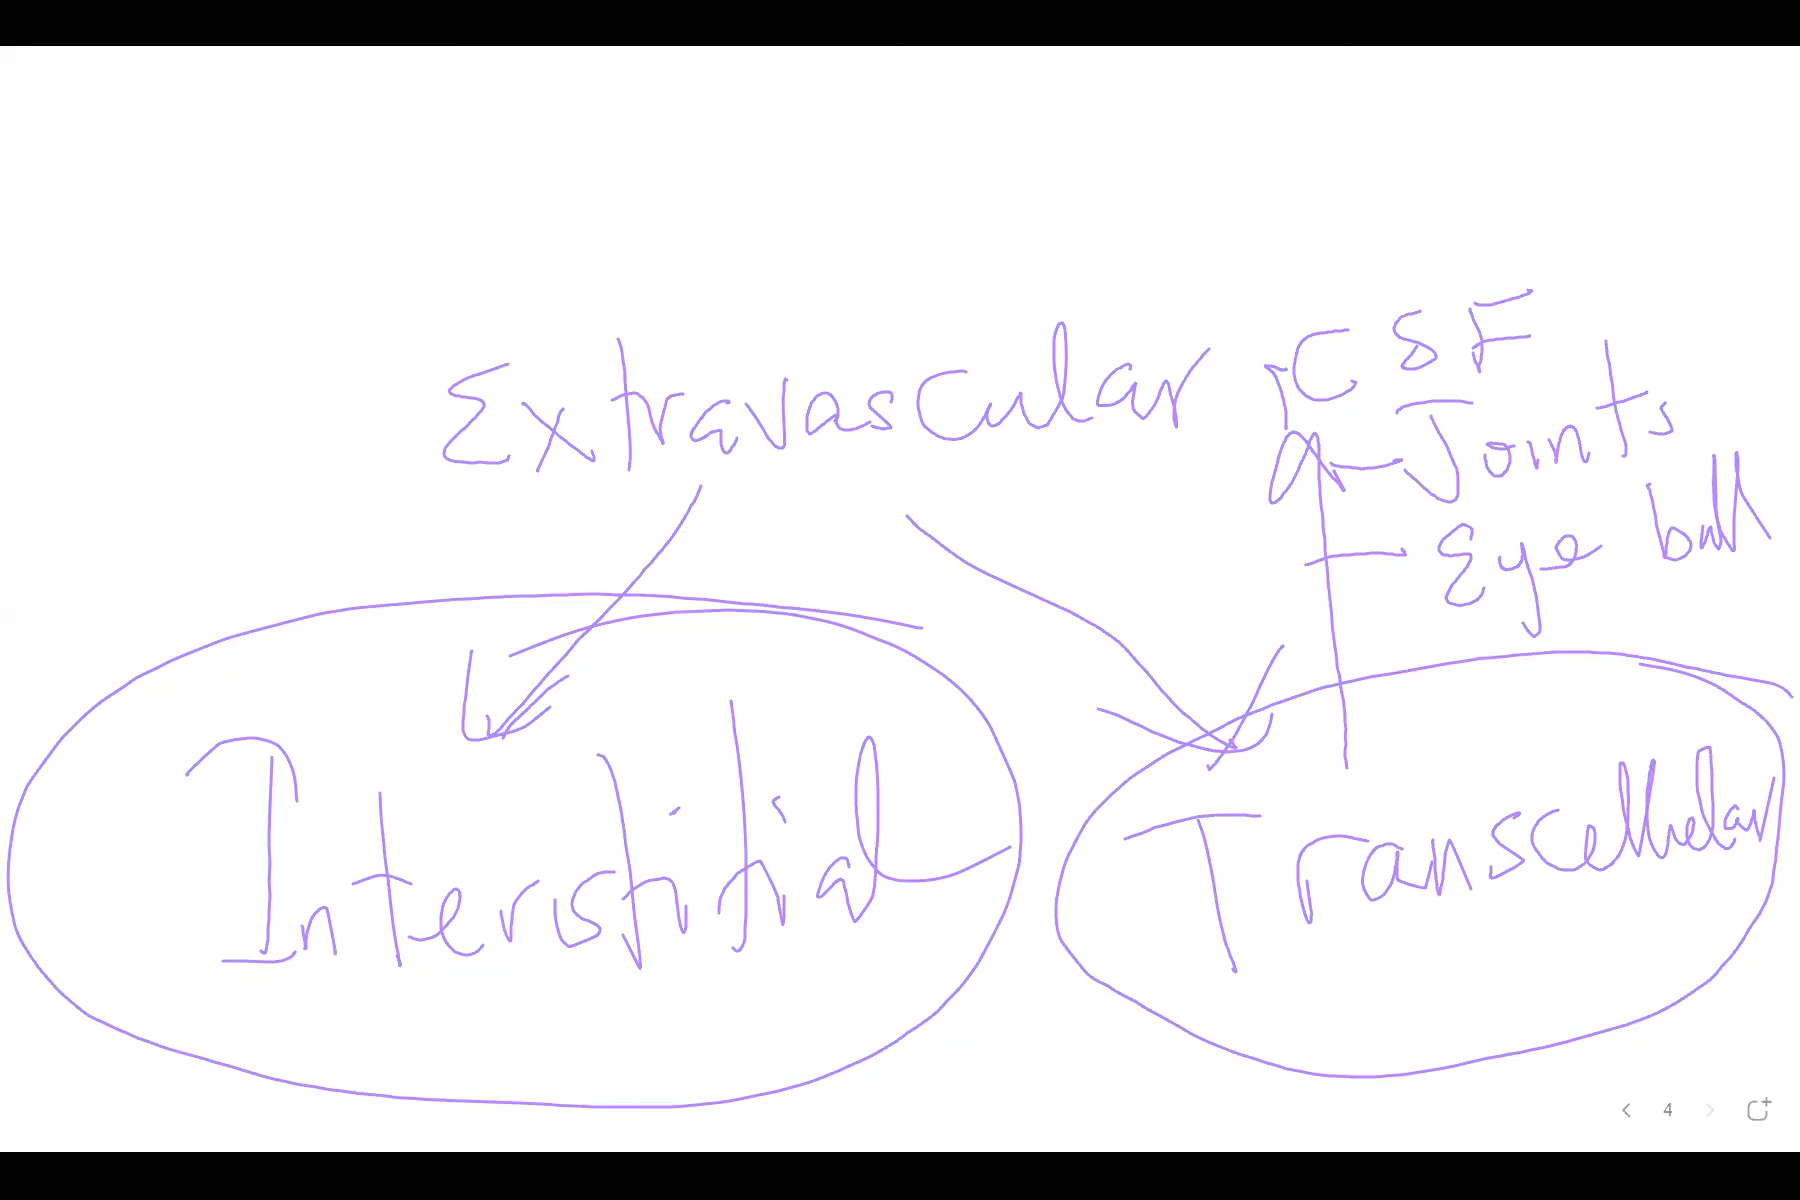 Extravascular
CSF
Joints
Eye ball
Interstitial
Transcellular
4